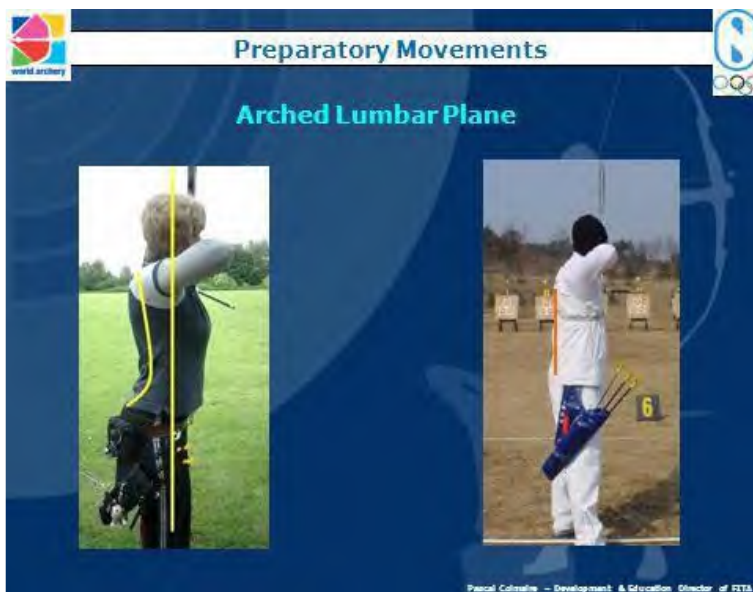 Preparatory Movements
world.archery
Arched Lumbar Plane
6
Pascal Colmaire – Development & Education Director of FITA